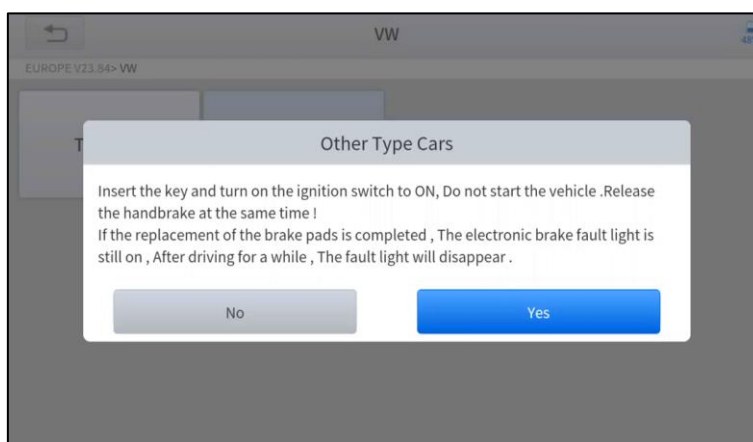 VW
EUROPE V23.84> VW
T
Other Type Cars
Insert the key and turn on the ignition switch to ON, Do not start the vehicle .Release
the handbrake at the same time !
If the replacement of the brake pads is completed , The electronic brake fault light is
still on , After driving for a while , The fault light will disappear .
No
Yes